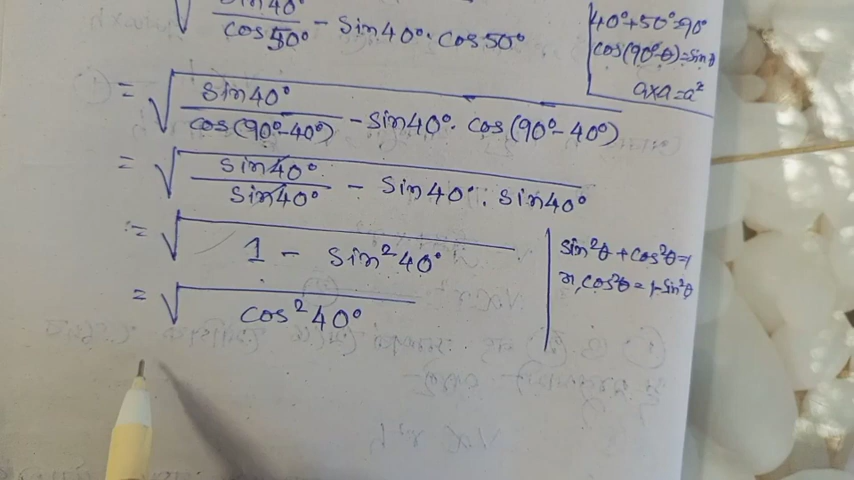 √ sin40° / cos50° − sin40°. cos50°
40°+50°=90°
cos(90°-θ)=sinθ
a×a=a²
= √ sin40° / cos(90°-40°) − sin40°. cos(90°-40°)
= √ sin40° / sin40° − sin40°. sin40°
= √ 1 − sin²40°
sin²θ+cos²θ=1
cos²θ=1-sin²θ
= √ cos²40°